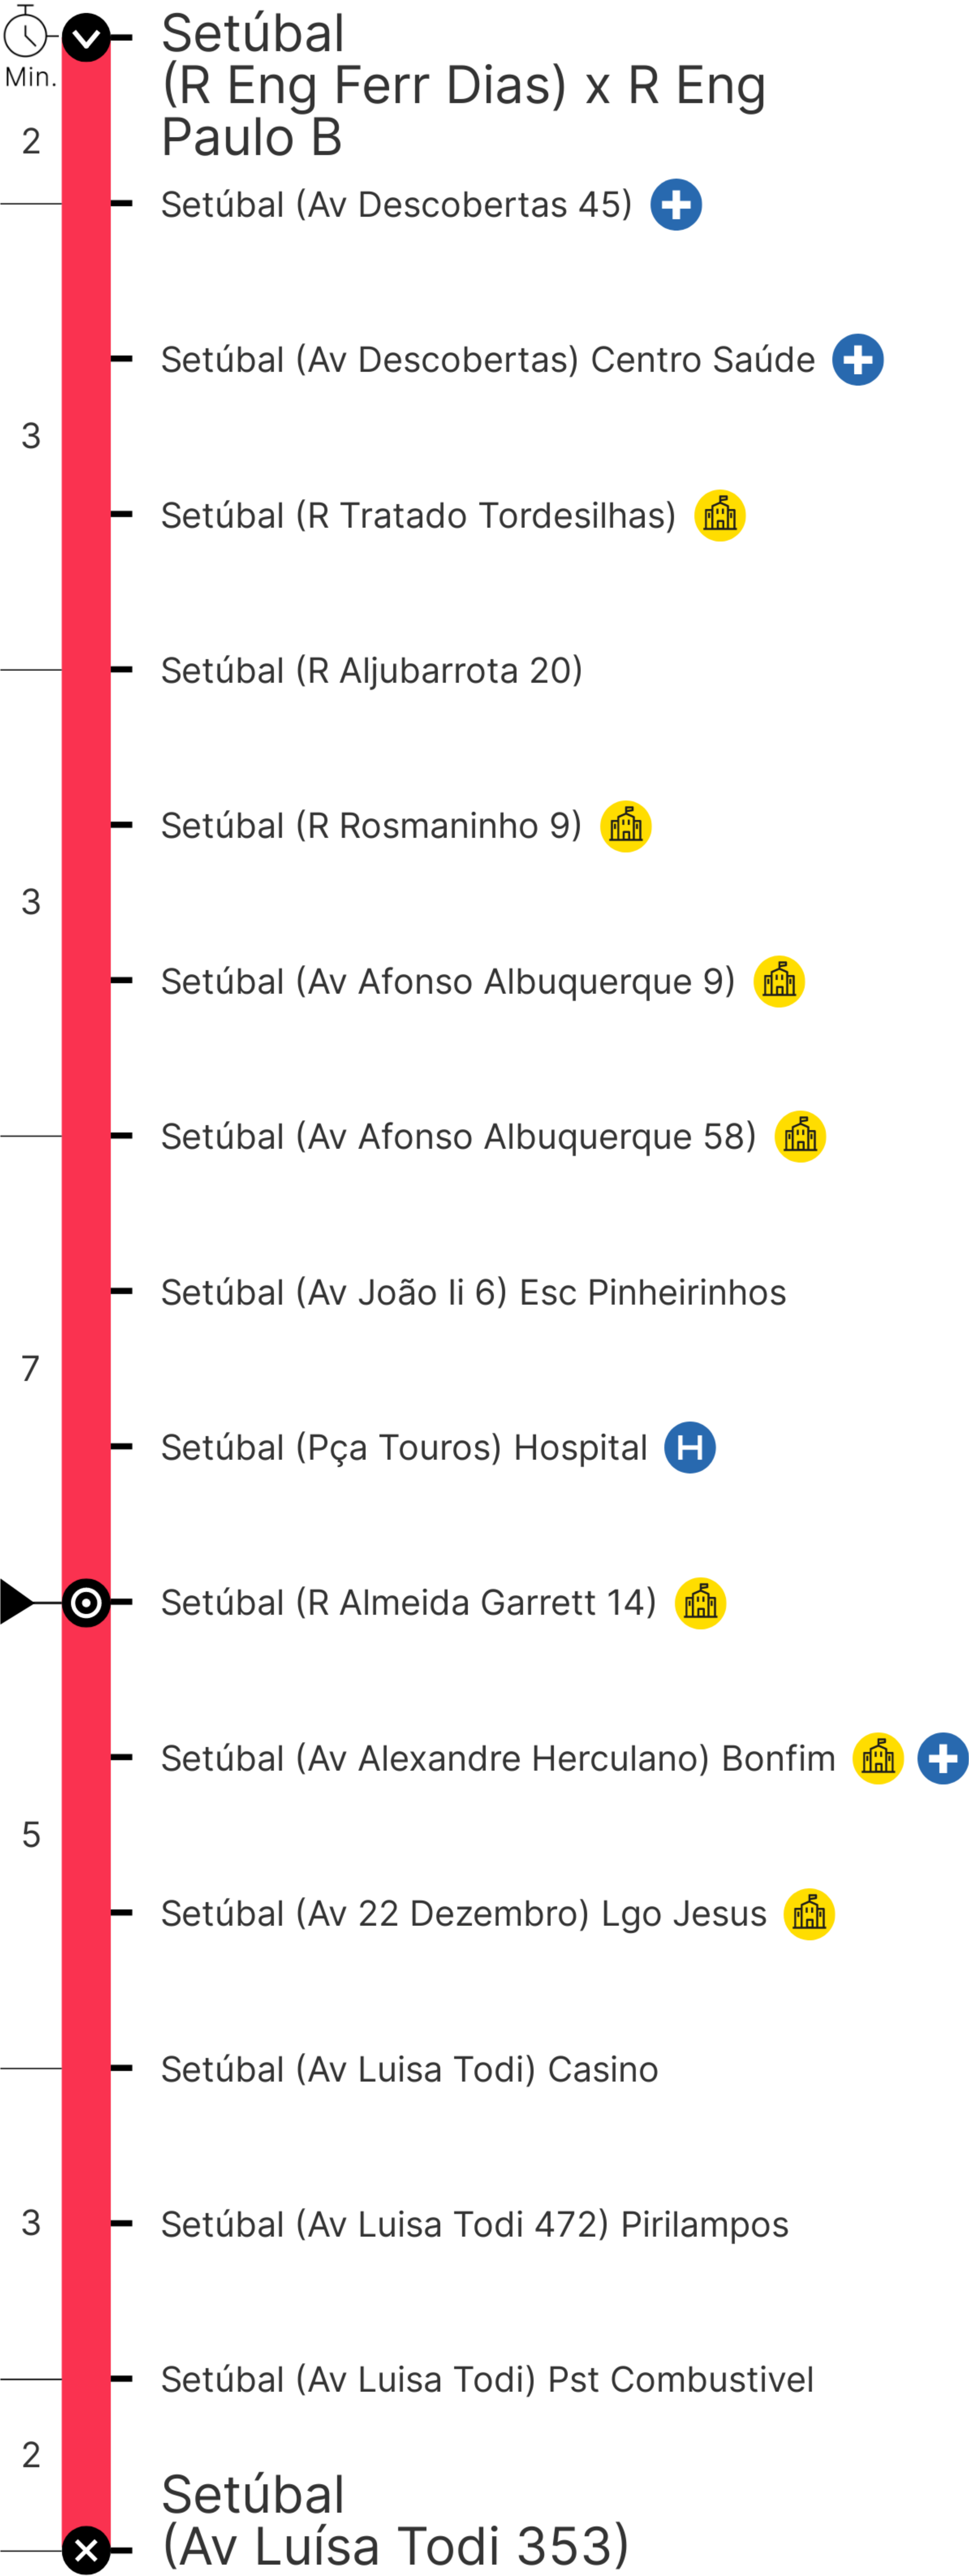 Min.
Setúbal
(R Eng Ferr Dias) x R Eng
Paulo B
2
Setúbal (Av Descobertas 45)
Setúbal (Av Descobertas) Centro Saúde
3
Setúbal (R Tratado Tordesilhas)
Setúbal (R Aljubarrota 20)
Setúbal (R Rosmaninho 9)
3
Setúbal (Av Afonso Albuquerque 9)
Setúbal (Av Afonso Albuquerque 58)
Setúbal (Av João Ii 6) Esc Pinheirinhos
7
Setúbal (Pça Touros) Hospital H
Setúbal (R Almeida Garrett 14)
Setúbal (Av Alexandre Herculano) Bonfim
5
Setúbal (Av 22 Dezembro) Lgo Jesus
Setúbal (Av Luisa Todi) Casino
3
Setúbal (Av Luisa Todi 472) Pirilampos
Setúbal (Av Luisa Todi) Pst Combustivel
2
Setúbal
(Av Luísa Todi 353)